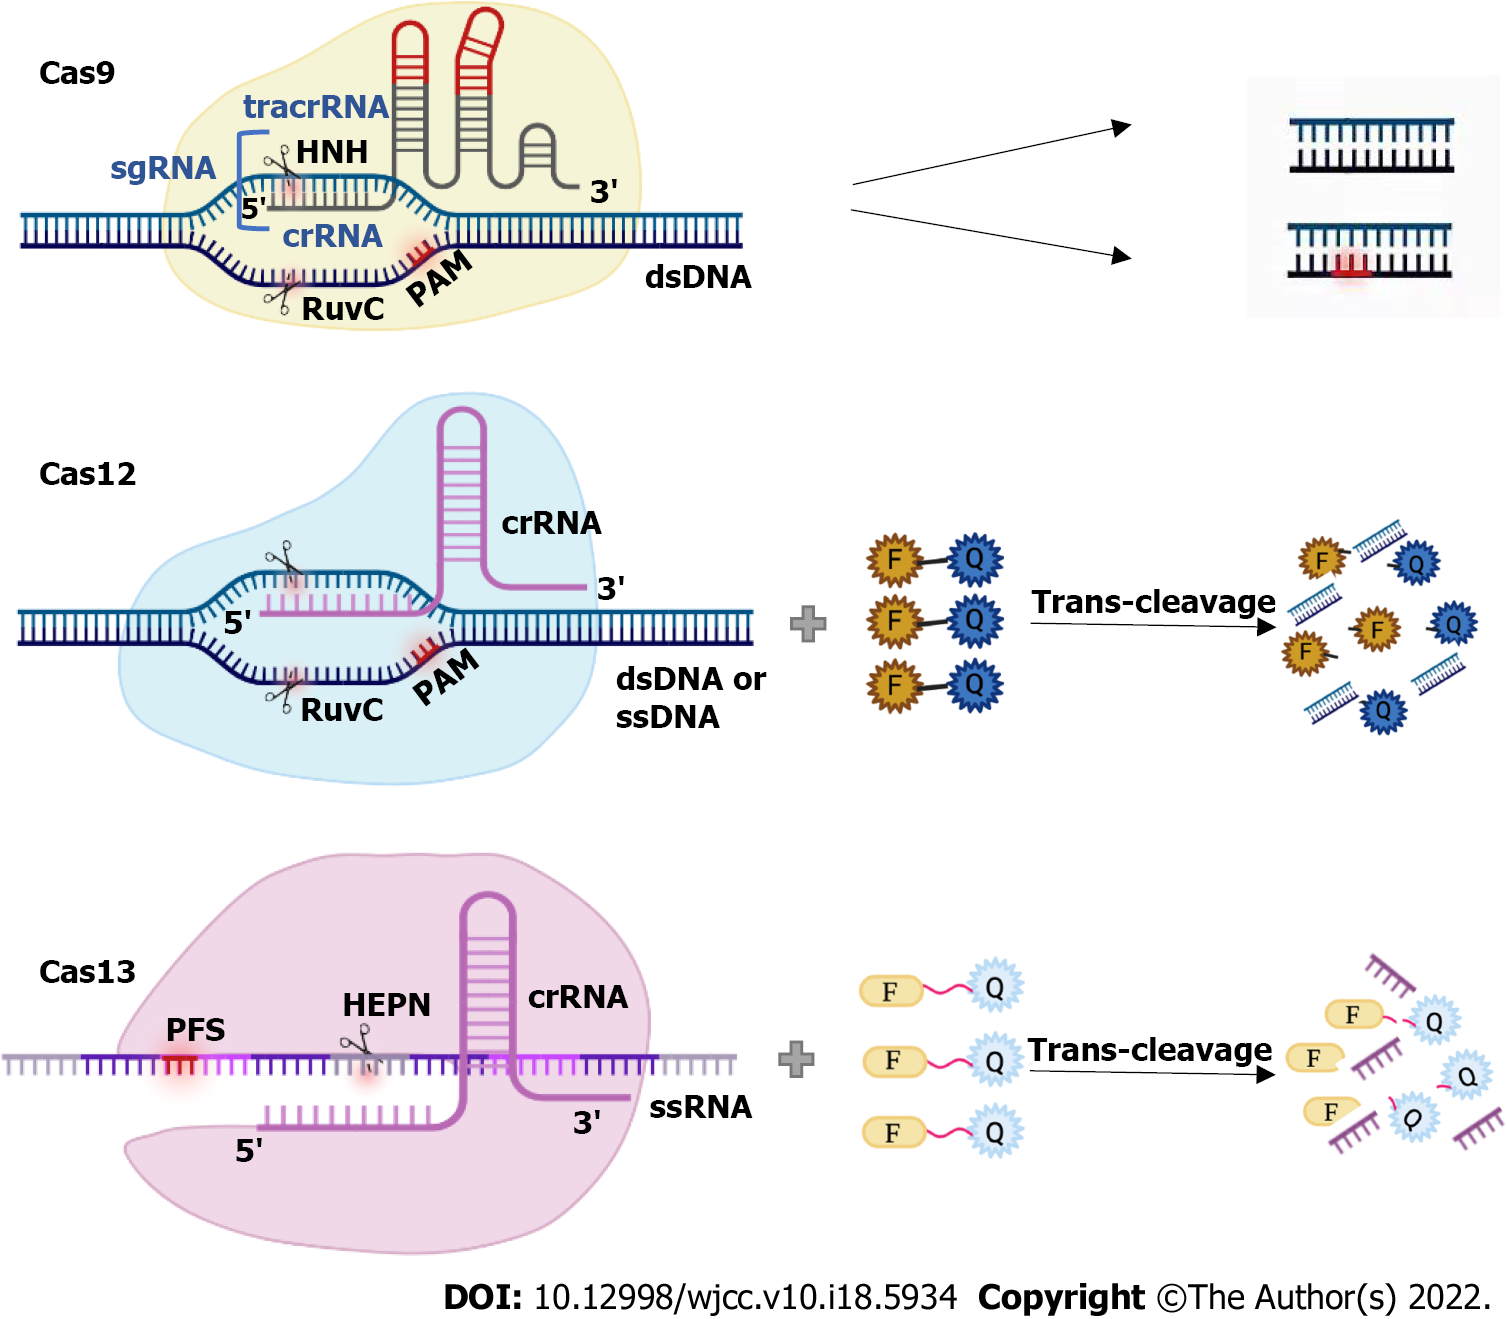 Cas9
tracrRNA
HNH
sgRNA
5'
3'
crRNA
PAM
dsDNA
RuvC
Cas12
crRNA
3'
5'
PAM
RuvC
dsDNA or
ssDNA
F Q
F Q
F Q
Trans-cleavage
F
Q
F
Q
F
Q
Cas13
HEPN
crRNA
PFS
ssRNA
3'
5'
F Q
F Q
F Q
Trans-cleavage
F
Q
F
Q
F
Q
DOI: 10.12998/wjcc.v10.i18.5934 Copyright ©The Author(s) 2022.